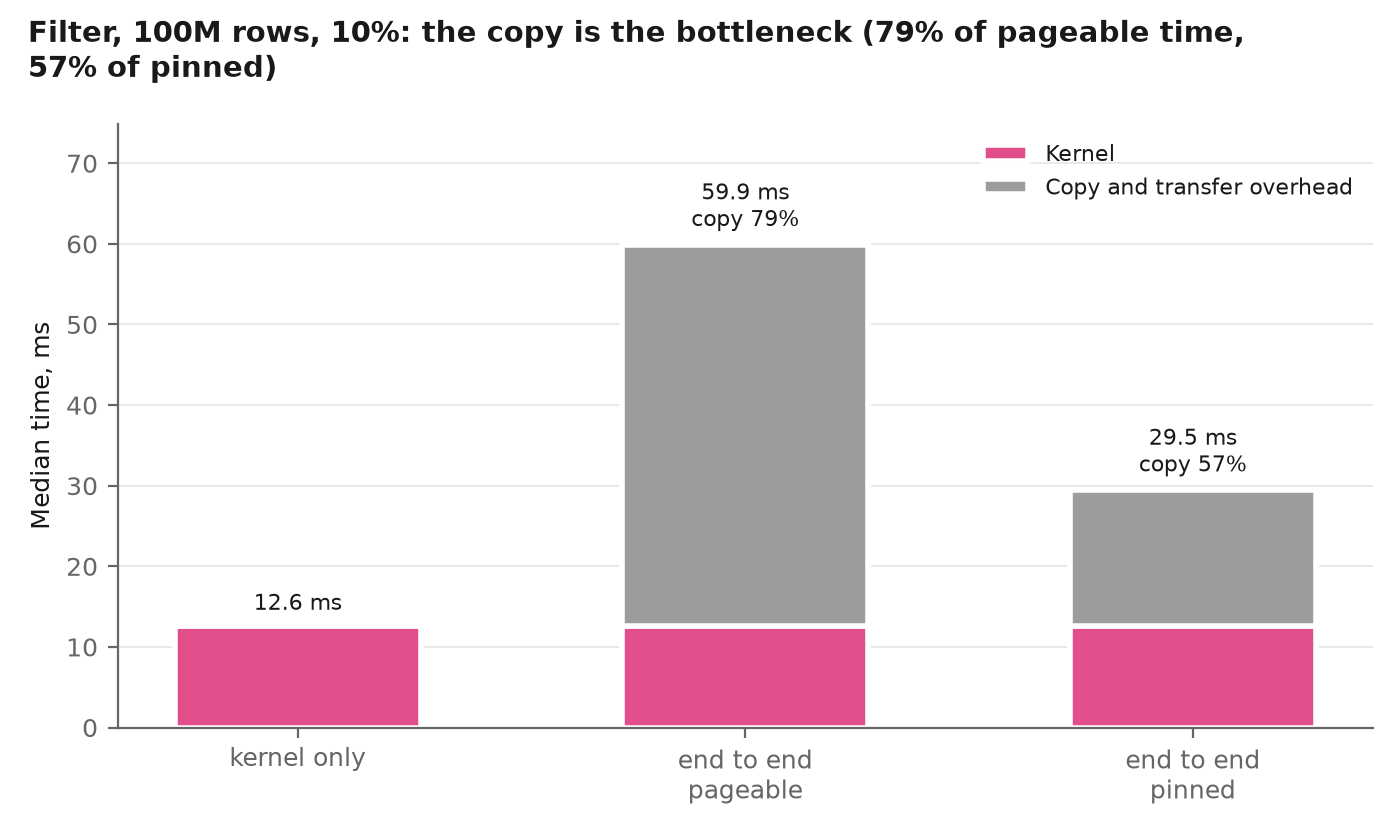 Filter, 100M rows, 10%: the copy is the bottleneck (79% of pageable time,
57% of pinned)
Median time, ms
70
60
50
40
30
20
10
0
Kernel
Copy and transfer overhead
12.6 ms
59.9 ms
copy 79%
29.5 ms
copy 57%
kernel only
end to end
pageable
end to end
pinned